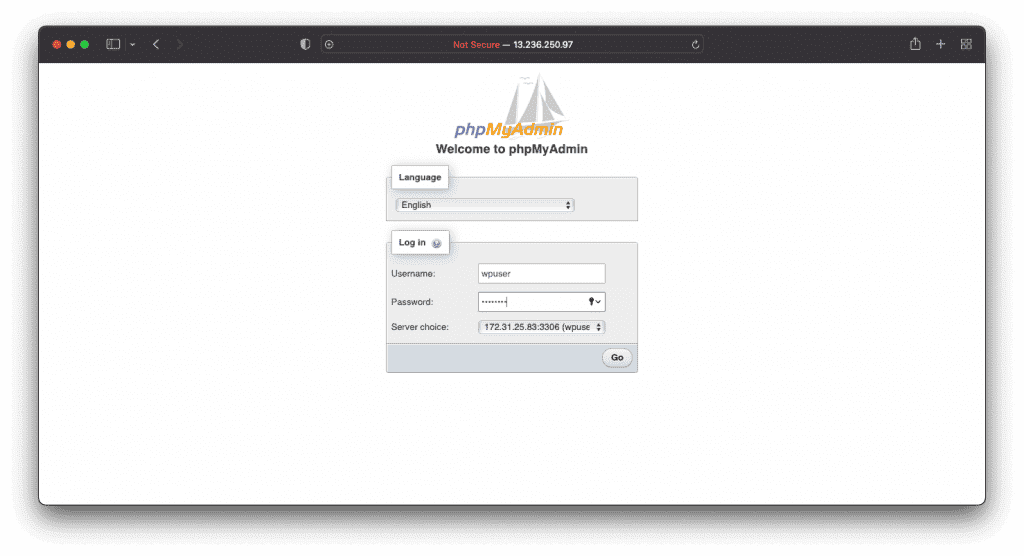 Not Secure — 13.236.250.97
phpMyAdmin
Welcome to phpMyAdmin
Language
English
Log in
Username: wpuser
Password: ••••••••
Server choice: 172.31.25.83:3306 (wpuse
Go